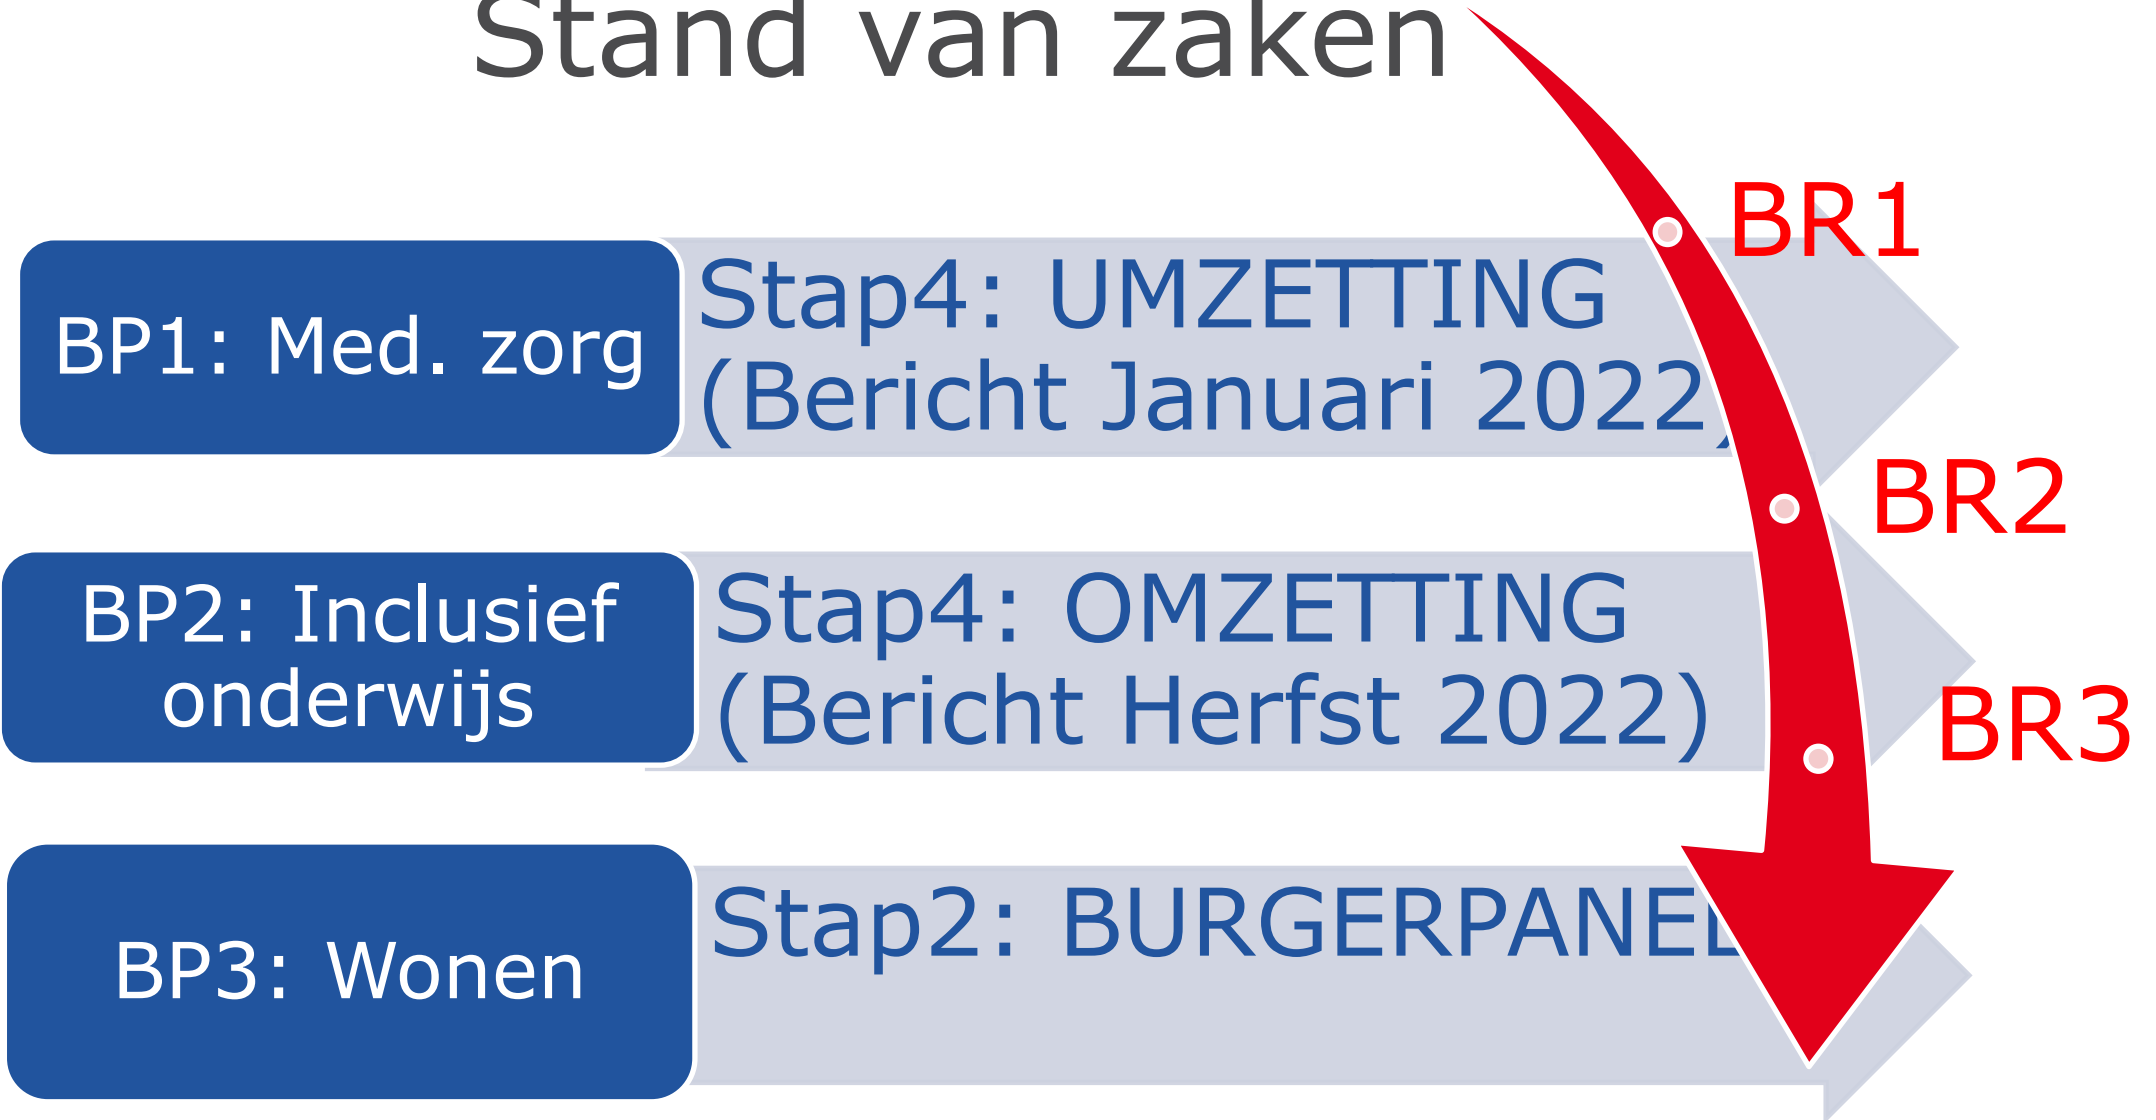 Stand van zaken
BR1
BP1: Med. zorg
Stap4: UMZETTING
(Bericht Januari 2022)
BR2
BP2: Inclusief
onderwijs
Stap4: OMZETTING
(Bericht Herfst 2022)
BR3
BP3: Wonen
Stap2: BURGERPANEL